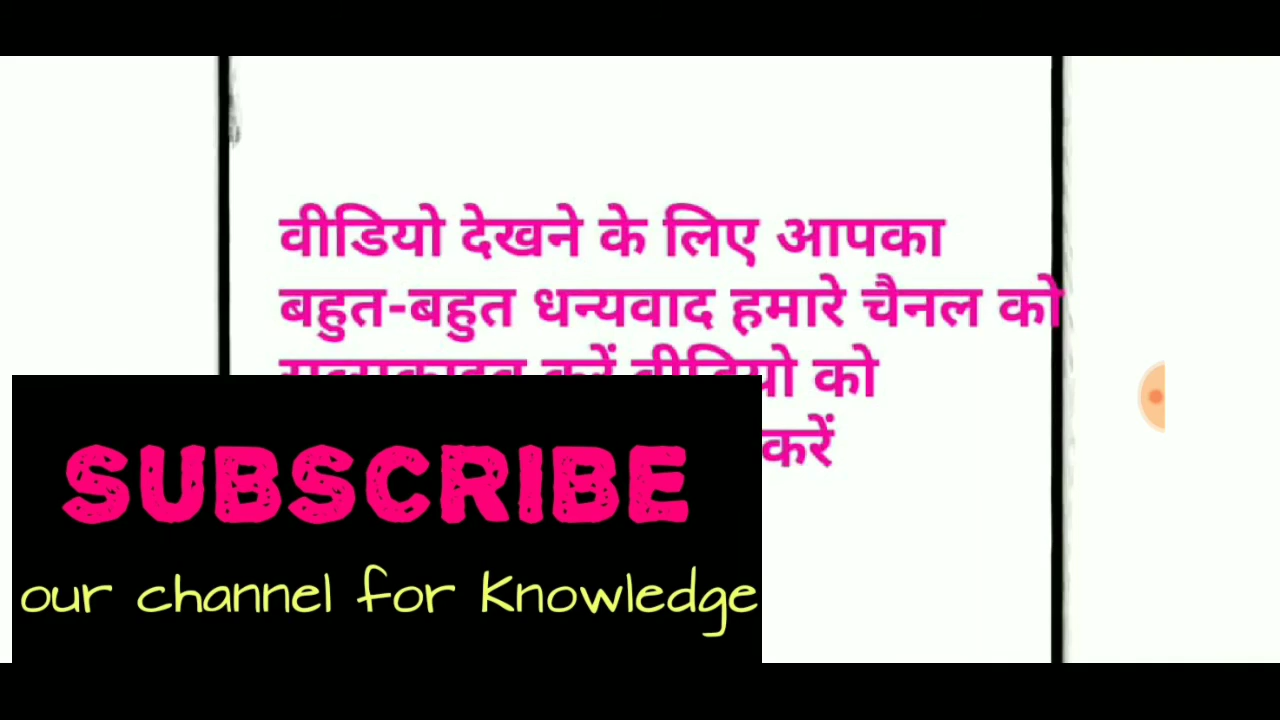 वीडियो देखने के लिए आपका
बहुत-बहुत धन्यवाद हमारे चैनल को
करें वीडियो को
करें
SUBSCRIBE
our channel for Knowledge